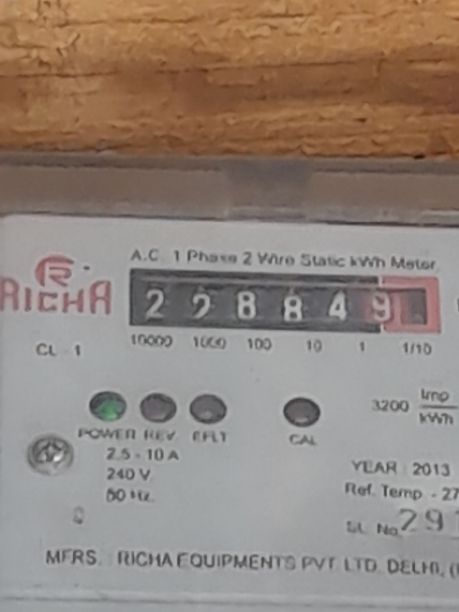 A.C. 1 Phase 2 Wire Static kWh Meter
RICHA
2 2 8 8 4 9
10000 1000 100 10 1 1/10
CL - 1
3200 Imp
kWh
POWER REV. E/LT CAL
2.5 - 10 A
240 V
50 Hz.
YEAR : 2013
Ref. Temp - 27
SL. No. 291
MFRS. : RICHA EQUIPMENTS PVT. LTD. DELHI, (